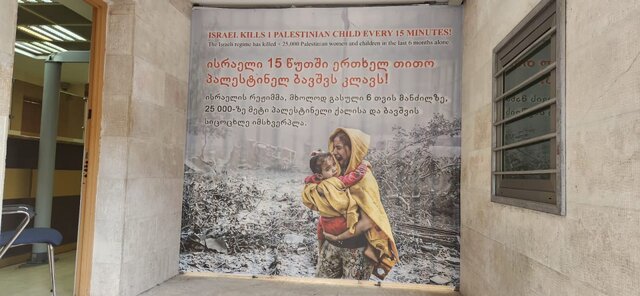 ISRAEL KILLS 1 PALESTINIAN CHILD EVERY 15 MINUTES!
The Israeli regime has killed + 25,000 Palestinian women and children in the last 6 months alone
ისრაელი 15 წუთში ერთხელ თითო
პალესტინელ ბავშვს კლავს!
ისრაელის რეჟიმმა, მხოლოდ გასული 6 თვის მანძილზე,
25 000-ზე მეტი პალესტინელი ქალისა და ბავშვის
სიცოცხლე იმსხვერპლა.